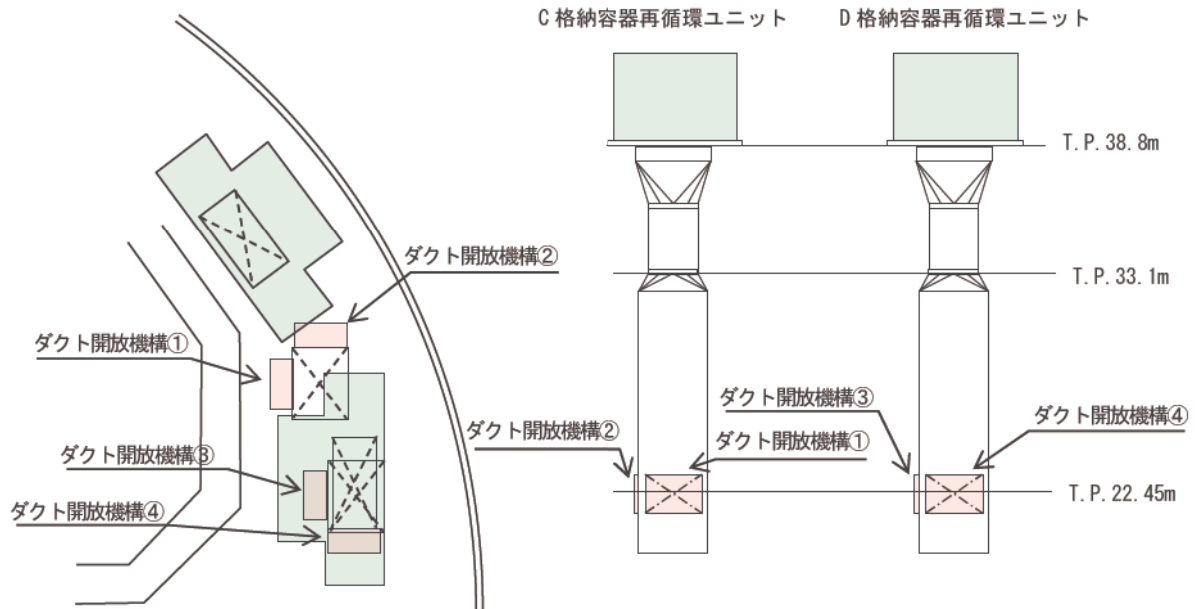 C格納容器再循環ユニット
D格納容器再循環ユニット
T.P.38.8m
ダクト開放機構②
T.P.33.1m
ダクト開放機構①
ダクト開放機構③
ダクト開放機構④
ダクト開放機構②
ダクト開放機構①
ダクト開放機構③
ダクト開放機構④
T.P.22.45m